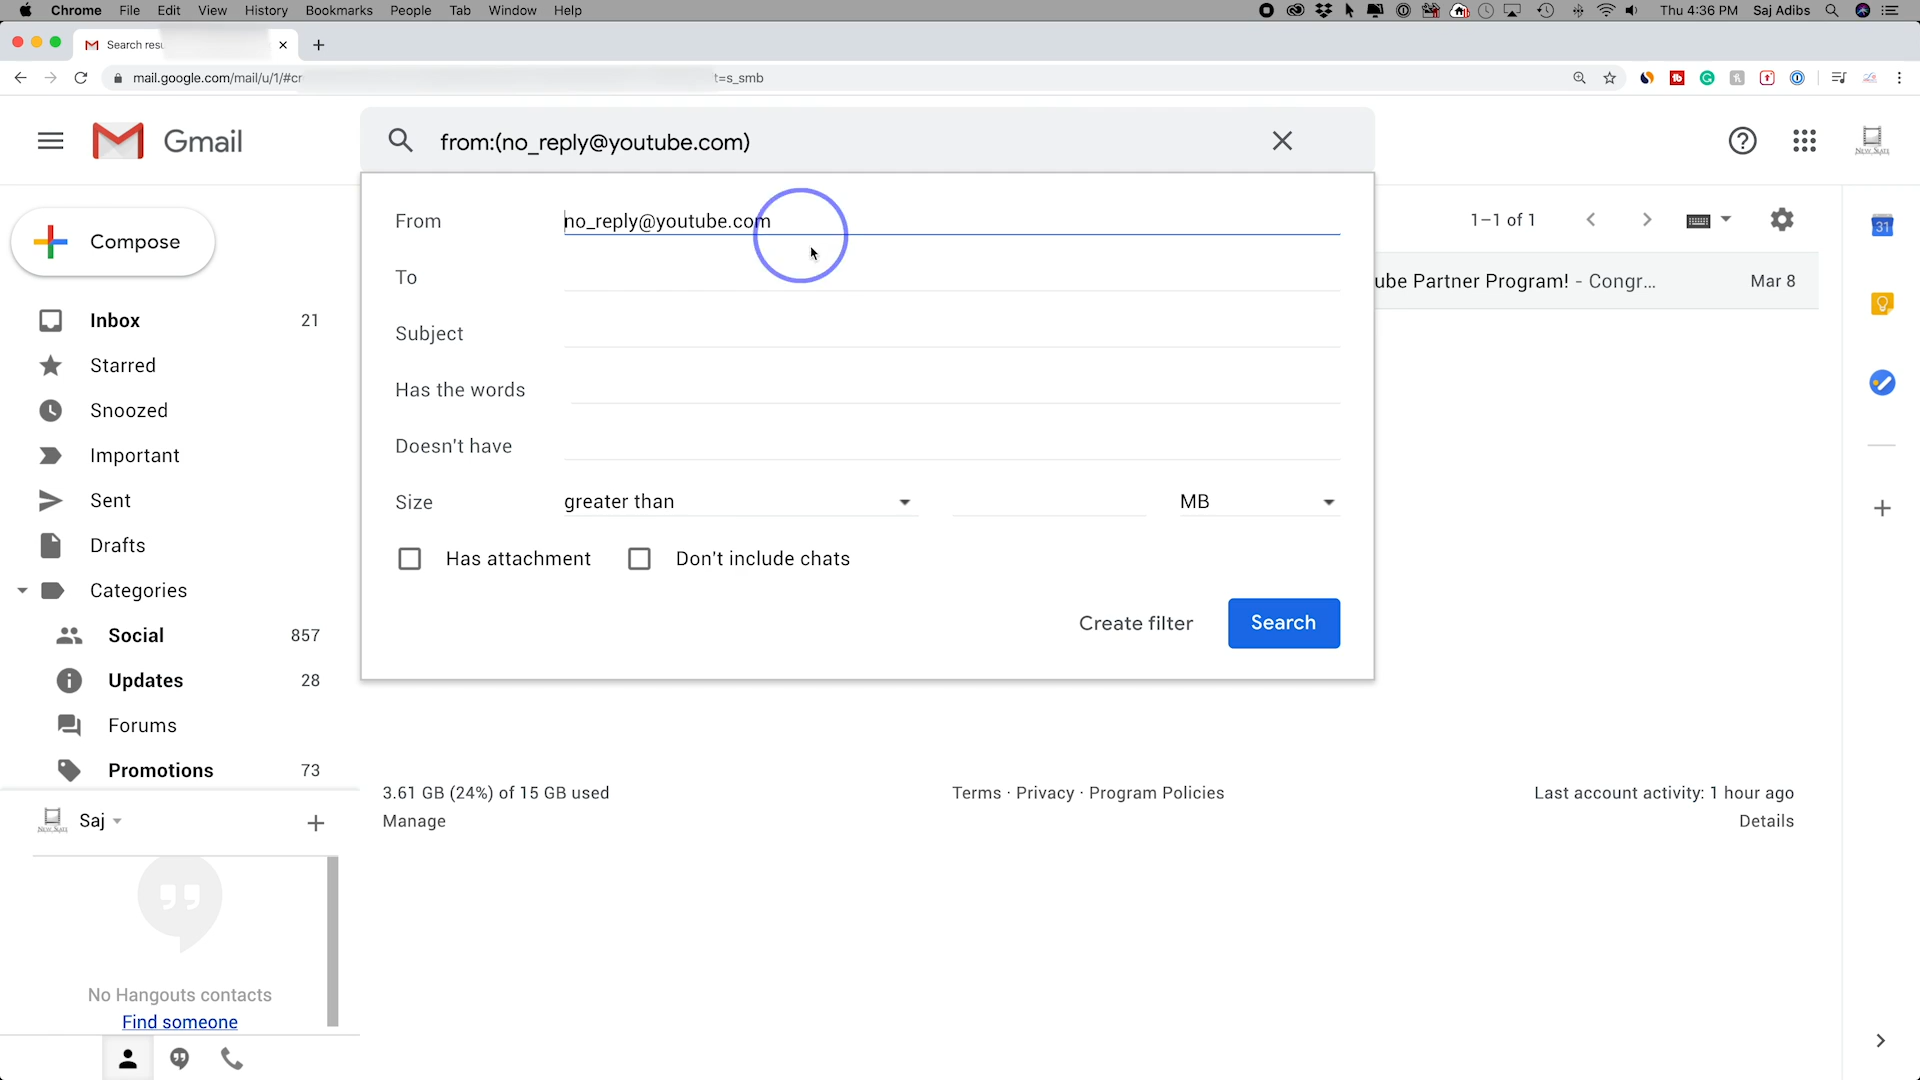 Chrome File Edit View History Bookmarks People Tab Window Help Thu 4:36 PM Saj Adibs
Search resu
mail.google.com/mail/u/1/#cr t=s_smb
Gmail
from:(no_reply@youtube.com)
Compose
From no_reply@youtube.com
1–1 of 1
31
To
ube Partner Program! - Congr... Mar 8
Inbox 21
Subject
Starred
Has the words
Snoozed
Doesn't have
Important
Size greater than MB
Sent
Has attachment Don't include chats
Drafts
Categories
Create filter Search
Social 857
Updates 28
Forums
Promotions 73
3.61 GB (24%) of 15 GB used Terms · Privacy · Program Policies Last account activity: 1 hour ago
Manage Details
Saj
No Hangouts contacts
Find someone